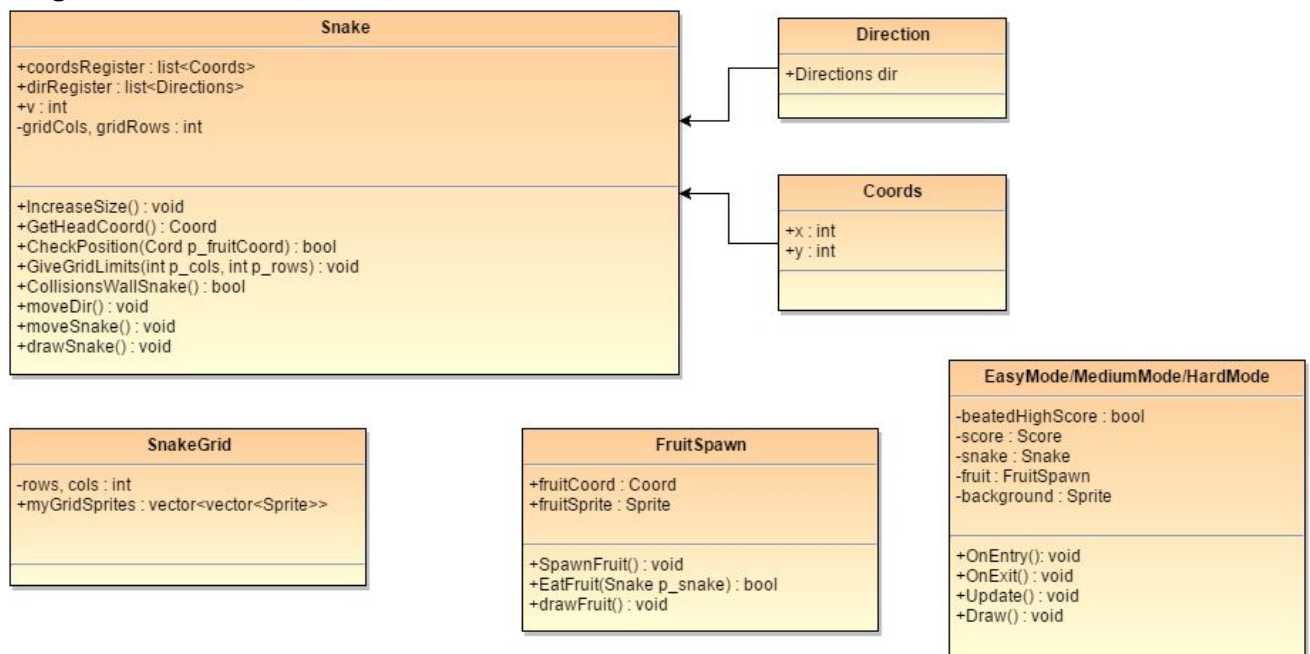 Snake
+coordsRegister : list<Coords>
+dirRegister : list<Directions>
+v : int
-gridCols, gridRows : int
+IncreaseSize() : void
+GetHeadCoord() : Coord
+CheckPosition(Cord p_fruitCoord) : bool
+GiveGridLimits(int p_cols, int p_rows) : void
+CollisionsWallSnake() : bool
+moveDir() : void
+moveSnake() : void
+drawSnake() : void
Direction
+Directions dir
Coords
+x : int
+y : int
SnakeGrid
-rows, cols : int
+myGridSprites : vector<vector<Sprite>>
FruitSpawn
+fruitCoord : Coord
+fruitSprite : Sprite
+SpawnFruit() : void
+EatFruit(Snake p_snake) : bool
+drawFruit() : void
EasyMode/MediumMode/HardMode
-beatedHighScore : bool
-score : Score
-snake : Snake
-fruit : FruitSpawn
-background : Sprite
+OnEntry(): void
+OnExit() : void
+Update() : void
+Draw() : void